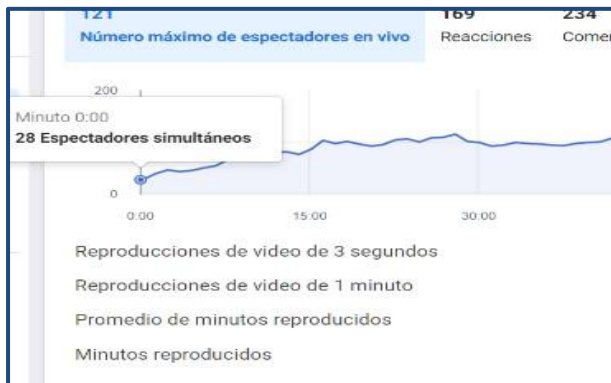 121 169 234
Número máximo de espectadores en vivo Reacciones
200
Minuto 0:00
28 Espectadores simultáneos
0
0:00 15:00 30:00
Reproducciones de video de 3 segundos
Reproducciones de video de 1 minuto
Promedio de minutos reproducidos
Minutos reproducidos